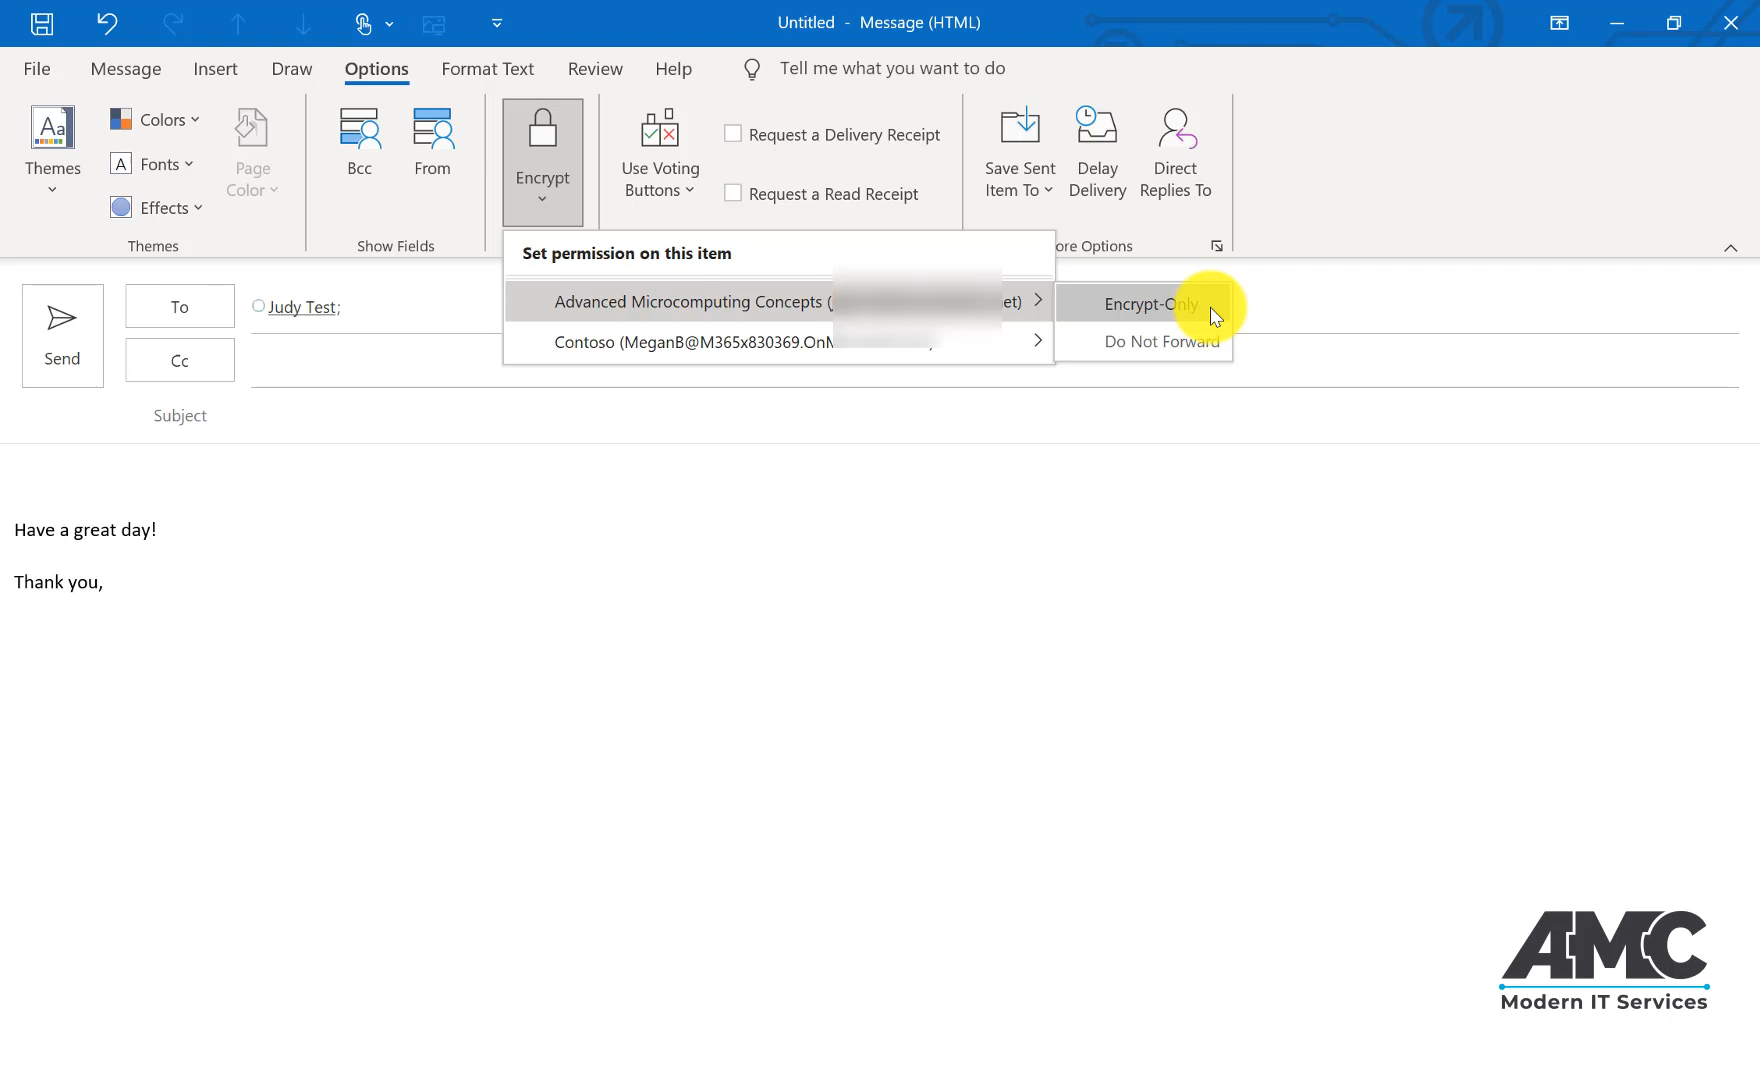 Untitled - Message (HTML)
File Message Insert Draw Options Format Text Review Help Tell me what you want to do
Aa
Themes
Colors
A Fonts
Effects
Page
Color
Themes
Bcc
From
Show Fields
Encrypt
Use Voting
Buttons
Request a Delivery Receipt
Request a Read Receipt
Save Sent
Item To
Delay
Delivery
Direct
Replies To
ore Options
Set permission on this item
Advanced Microcomputing Concepts ( et)
Contoso (MeganB@M365x830369.On
Encrypt-Only
Do Not Forward
Send
To
Judy Test;
Cc
Subject
Have a great day!
Thank you,
AMC
Modern IT Services